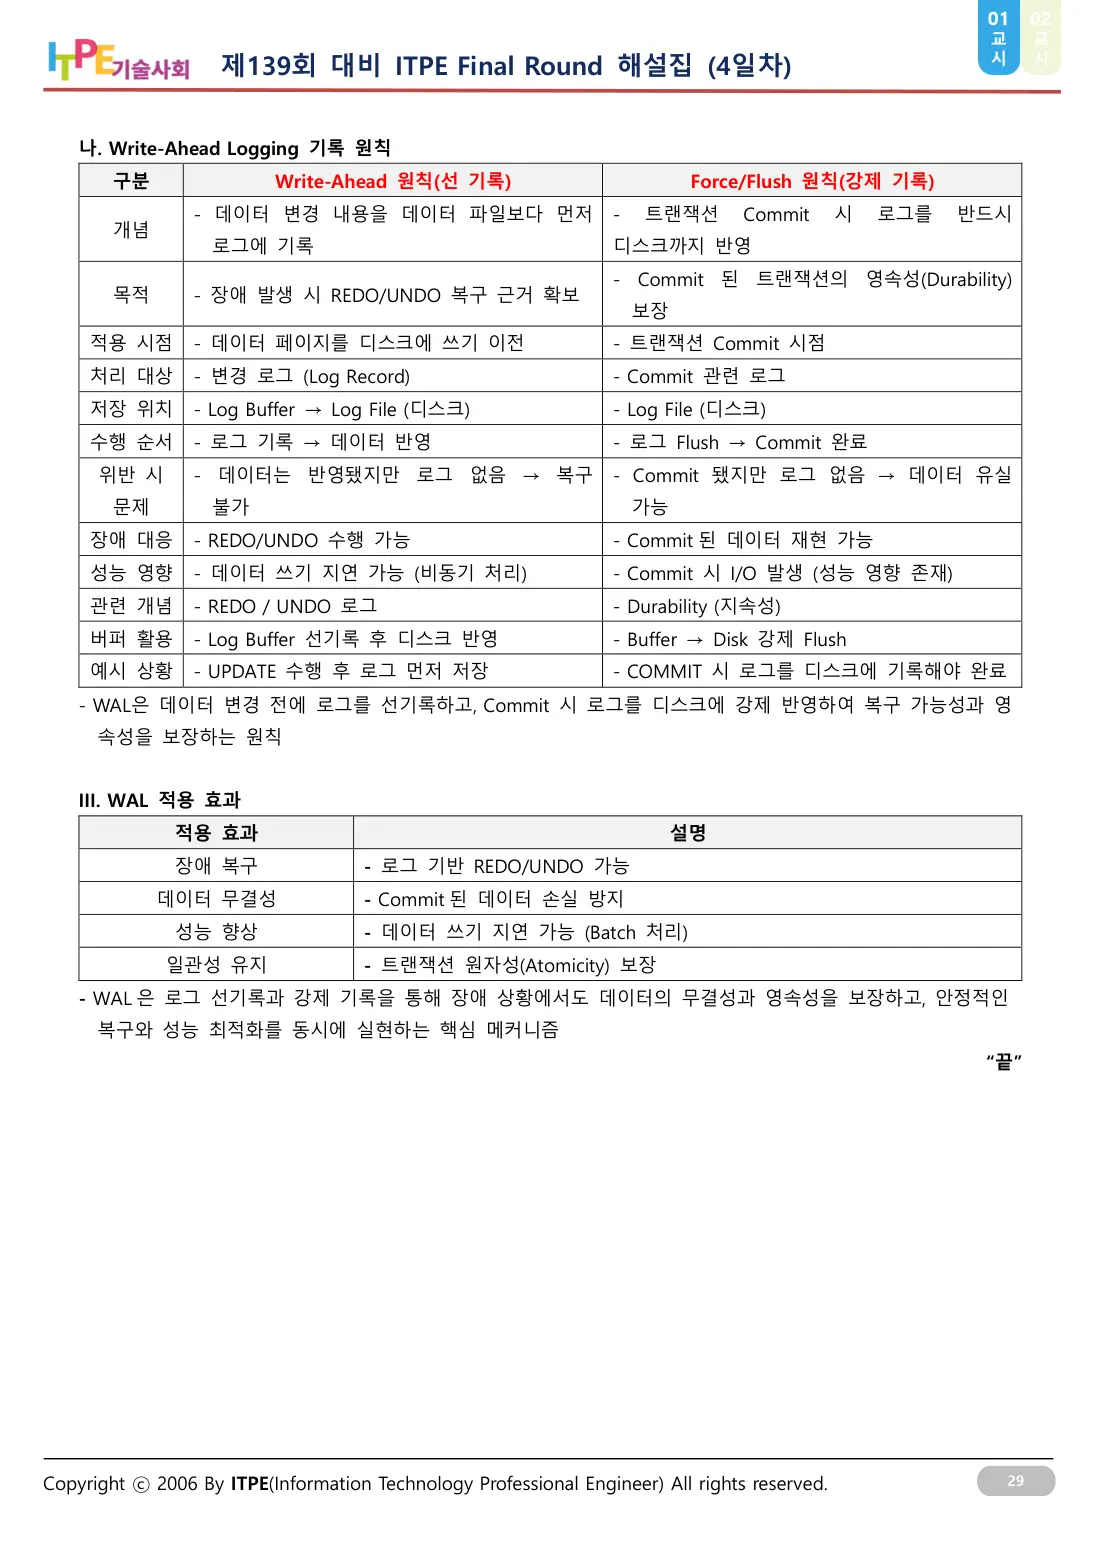 01
교
시
02
교
시
ITPE기술사회 제139회 대비 ITPE Final Round 해설집 (4일차)
나. Write-Ahead Logging 기록 원칙
구분 Write-Ahead 원칙(선 기록) Force/Flush 원칙(강제 기록)
개념 - 데이터 변경 내용을 데이터 파일보다 먼저 로그에 기록 - 트랜잭션 Commit 시 로그를 반드시 디스크까지 반영
목적 - 장애 발생 시 REDO/UNDO 복구 근거 확보 - Commit 된 트랜잭션의 영속성(Durability) 보장
적용 시점 - 데이터 페이지를 디스크에 쓰기 이전 - 트랜잭션 Commit 시점
처리 대상 - 변경 로그 (Log Record) - Commit 관련 로그
저장 위치 - Log Buffer → Log File (디스크) - Log File (디스크)
수행 순서 - 로그 기록 → 데이터 반영 - 로그 Flush → Commit 완료
위반 시 문제 - 데이터는 반영됐지만 로그 없음 → 복구 불가 - Commit 됐지만 로그 없음 → 데이터 유실 가능
장애 대응 - REDO/UNDO 수행 가능 - Commit된 데이터 재현 가능
성능 영향 - 데이터 쓰기 지연 가능 (비동기 처리) - Commit 시 I/O 발생 (성능 영향 존재)
관련 개념 - REDO / UNDO 로그 - Durability (지속성)
버퍼 활용 - Log Buffer 선기록 후 디스크 반영 - Buffer → Disk 강제 Flush
예시 상황 - UPDATE 수행 후 로그 먼저 저장 - COMMIT 시 로그를 디스크에 기록해야 완료
- WAL은 데이터 변경 전에 로그를 선기록하고, Commit 시 로그를 디스크에 강제 반영하여 복구 가능성과 영
속성을 보장하는 원칙
III. WAL 적용 효과
적용 효과 설명
장애 복구 - 로그 기반 REDO/UNDO 가능
데이터 무결성 - Commit된 데이터 손실 방지
성능 향상 - 데이터 쓰기 지연 가능 (Batch 처리)
일관성 유지 - 트랜잭션 원자성(Atomicity) 보장
- WAL은 로그 선기록과 강제 기록을 통해 장애 상황에서도 데이터의 무결성과 영속성을 보장하고, 안정적인
복구와 성능 최적화를 동시에 실현하는 핵심 메커니즘
“끝”
Copyright ⓒ 2006 By ITPE(Information Technology Professional Engineer) All rights reserved. 29